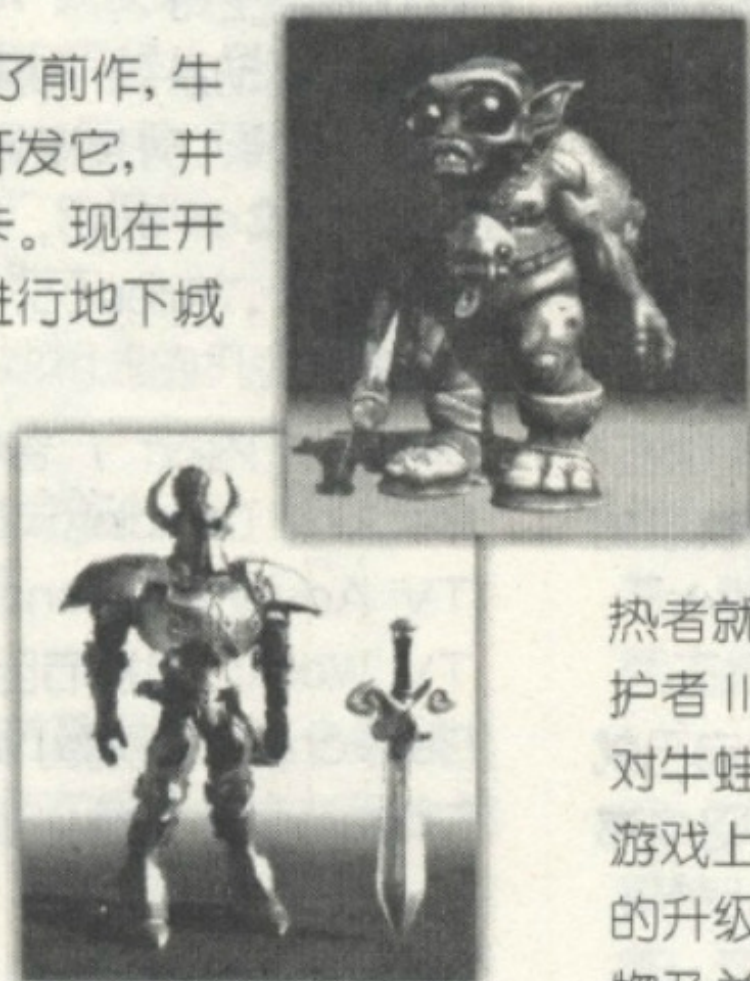 了前作，牛
开发它，并
卡。现在开
进行地下城
热者就
护者 II
对牛蛙
游戏上
的升级